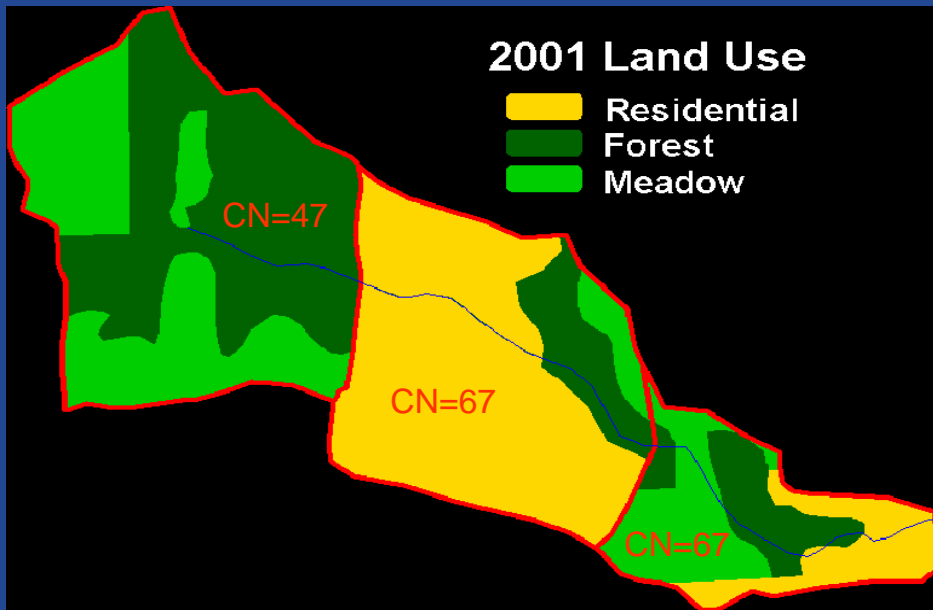 2001 Land Use
Residential
Forest
Meadow
CN=47
CN=67
CN=67